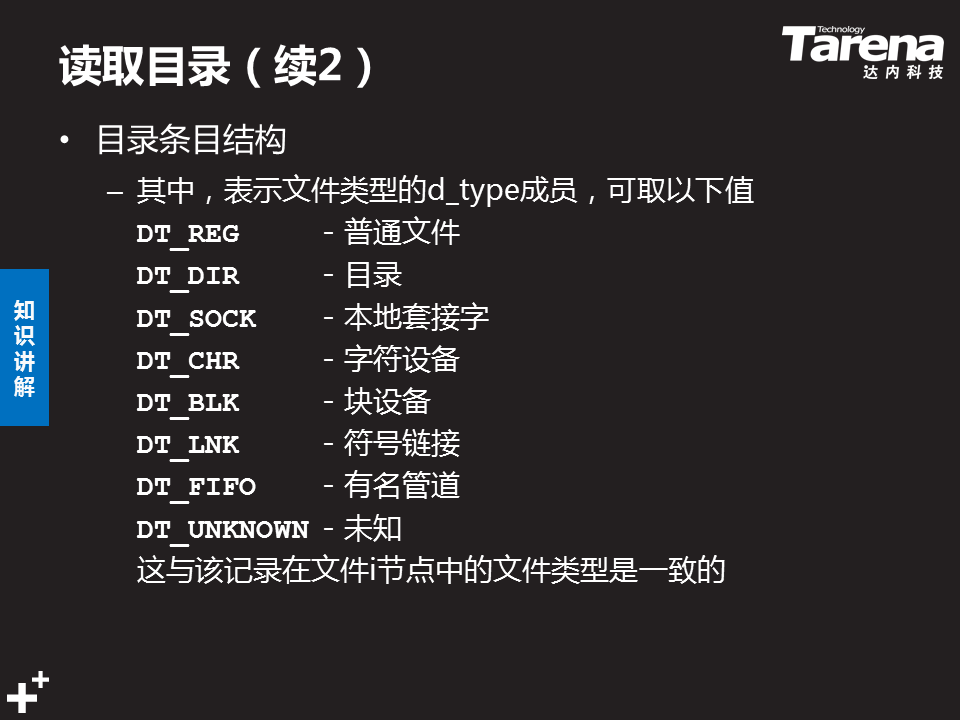 读取目录（续2）
Technology
Tarena
达内科技
• 目录条目结构
– 其中，表示文件类型的d_type成员，可取以下值
DT_REG - 普通文件
DT_DIR - 目录
DT_SOCK - 本地套接字
DT_CHR - 字符设备
DT_BLK - 块设备
DT_LNK - 符号链接
DT_FIFO - 有名管道
DT_UNKNOWN - 未知
这与该记录在文件i节点中的文件类型是一致的
知识讲解